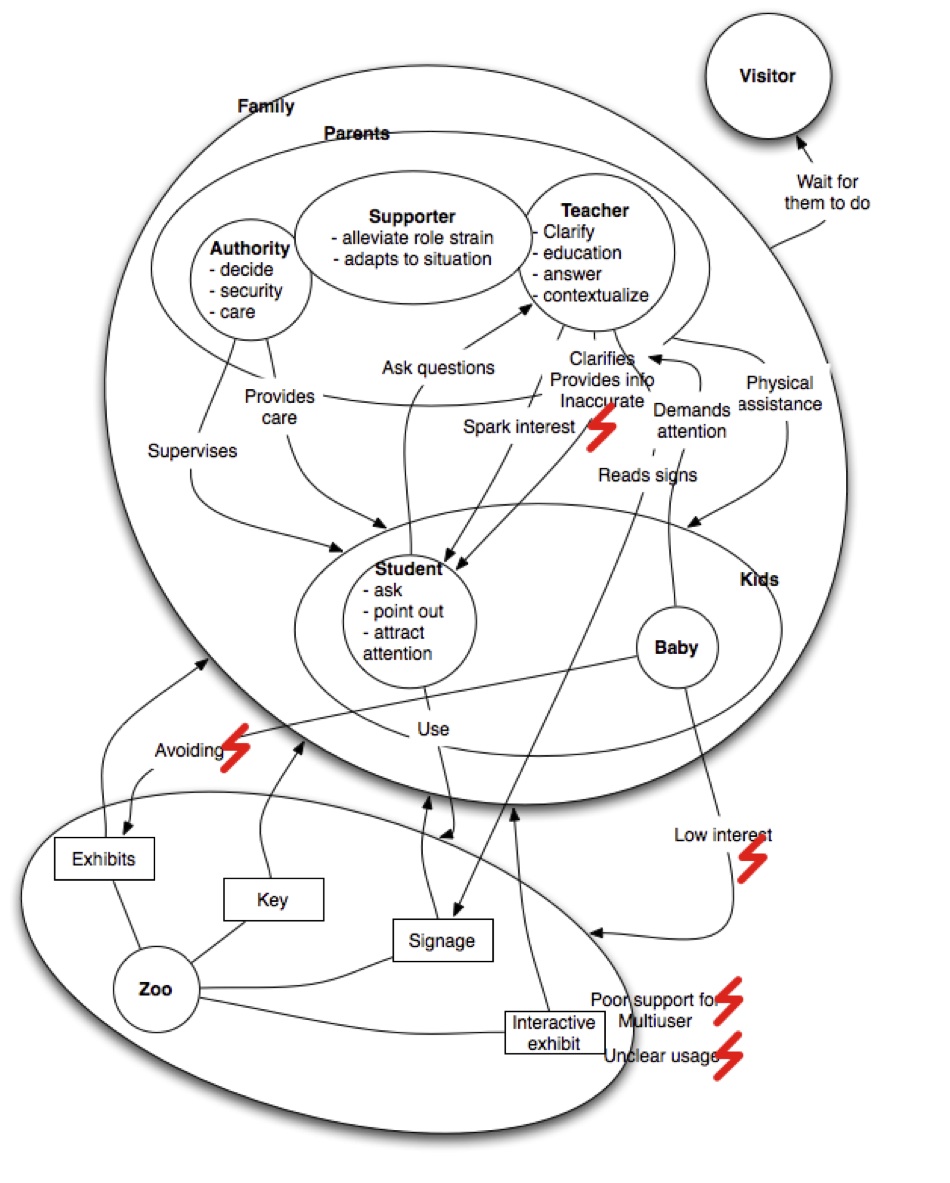 Visitor
Family
Parents
Wait for
them to do
Teacher
- Clarify
- education
- answer
- contextualize
Supporter
- alleviate role strain
- adapts to situation
Authority
- decide
- security
- care
Ask questions
Clarifies
Provides info
Inaccurate
Physical
assistance
Provides
care
Demands
attention
Spark interest
Supervises
Reads signs
Student
- ask
- point out
- attract
attention
Kids
Baby
Use
Avoiding
Low interest
Exhibits
Key
Signage
Zoo
Interactive
exhibit
Poor support for
Multiuser
Unclear usage